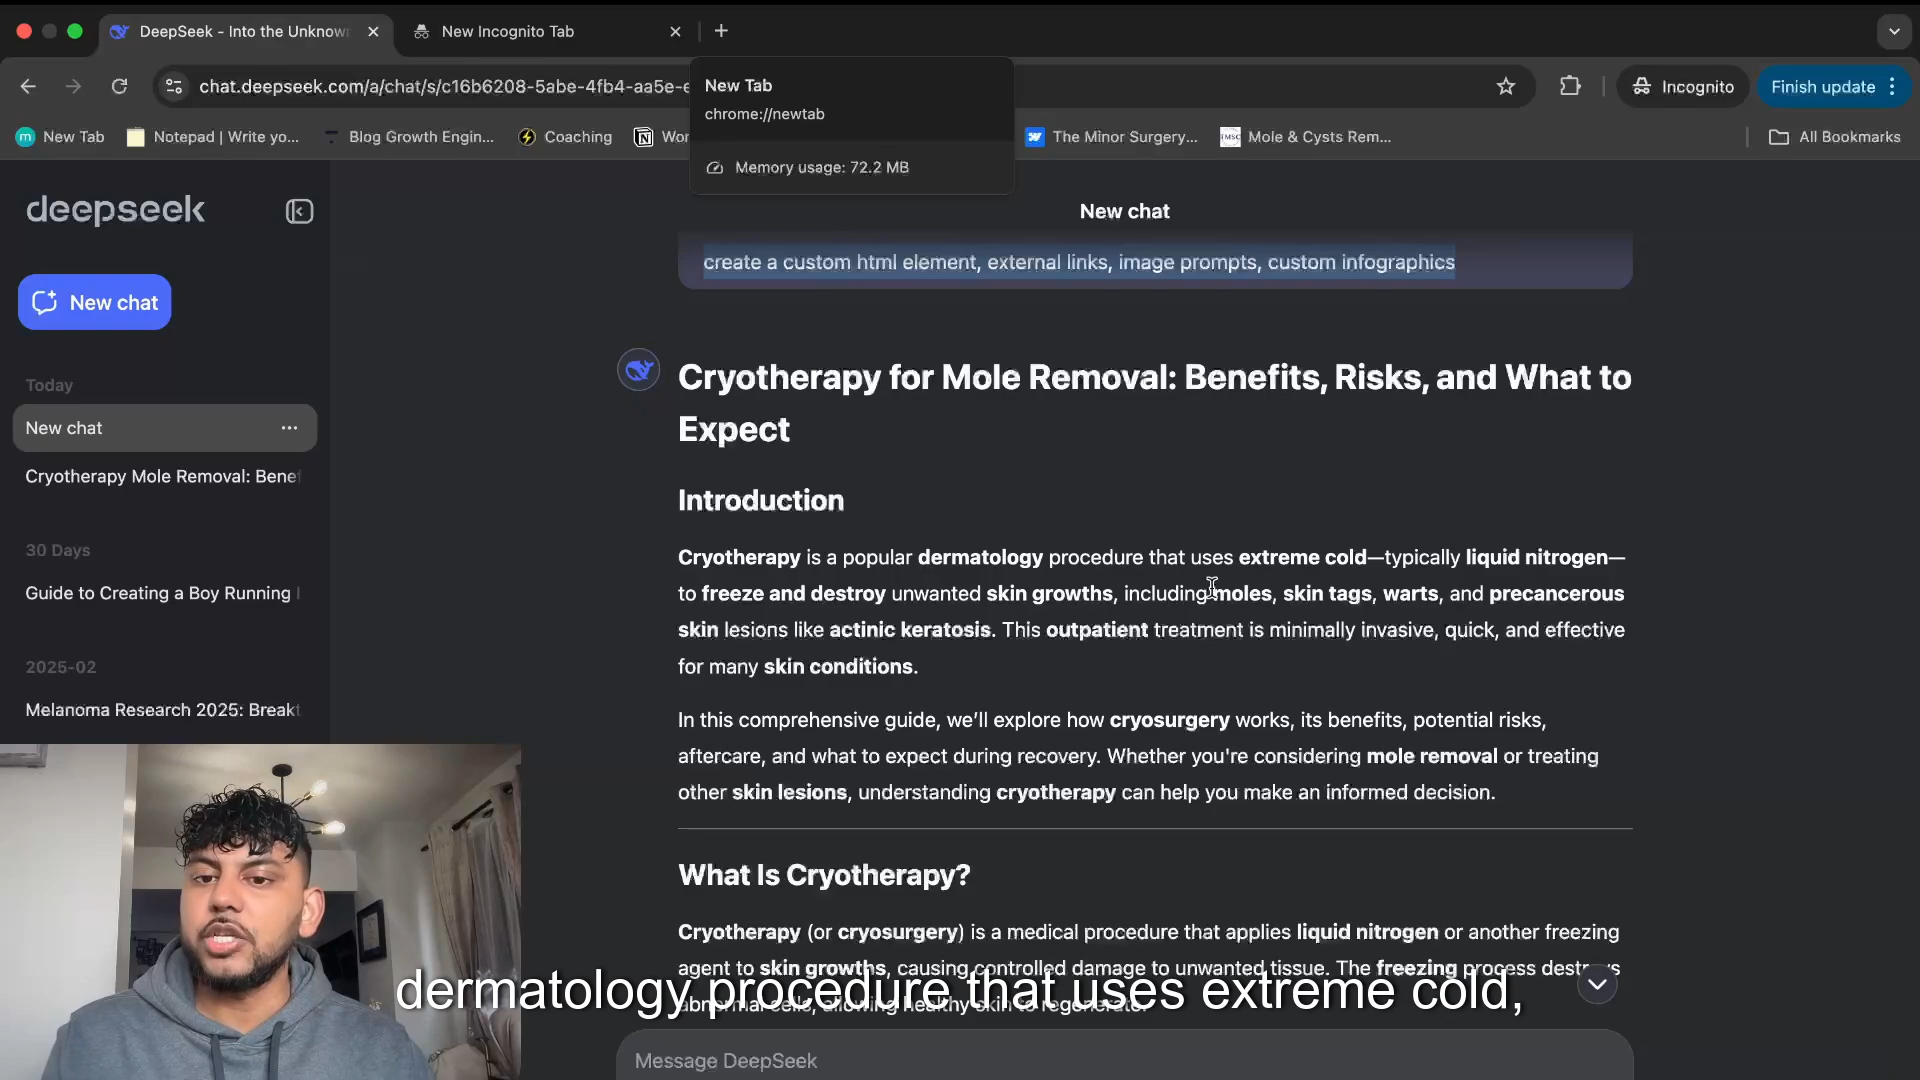 DeepSeek - Into the Unknown
New Incognito Tab
chat.deepseek.com/a/chat/s/c16b6208-5abe-4fb4-aa5e-e
New Tab
chrome://newtab
Memory usage: 72.2 MB
Incognito
Finish update
New Tab
Notepad | Write yo...
Blog Growth Engin...
Coaching
Wor
The Minor Surgery...
Mole & Cysts Rem...
All Bookmarks
deepseek
New chat
Today
New chat
Cryotherapy Mole Removal: Benef
30 Days
Guide to Creating a Boy Running
2025-02
Melanoma Research 2025: Breakt
New chat
create a custom html element, external links, image prompts, custom infographics
Cryotherapy for Mole Removal: Benefits, Risks, and What to
Expect
Introduction
Cryotherapy is a popular dermatology procedure that uses extreme cold—typically liquid nitrogen—
to freeze and destroy unwanted skin growths, including moles, skin tags, warts, and precancerous
skin lesions like actinic keratosis. This outpatient treatment is minimally invasive, quick, and effective
for many skin conditions.
In this comprehensive guide, we'll explore how cryosurgery works, its benefits, potential risks,
aftercare, and what to expect during recovery. Whether you're considering mole removal or treating
other skin lesions, understanding cryotherapy can help you make an informed decision.
What Is Cryotherapy?
Cryotherapy (or cryosurgery) is a medical procedure that applies liquid nitrogen or another freezing
agent to skin growths, causing controlled damage to unwanted tissue. The freezing process destroys
abnormal cells, allowing healthy skin to regenerate.
dermatology procedure that uses extreme cold,
Message DeepSeek